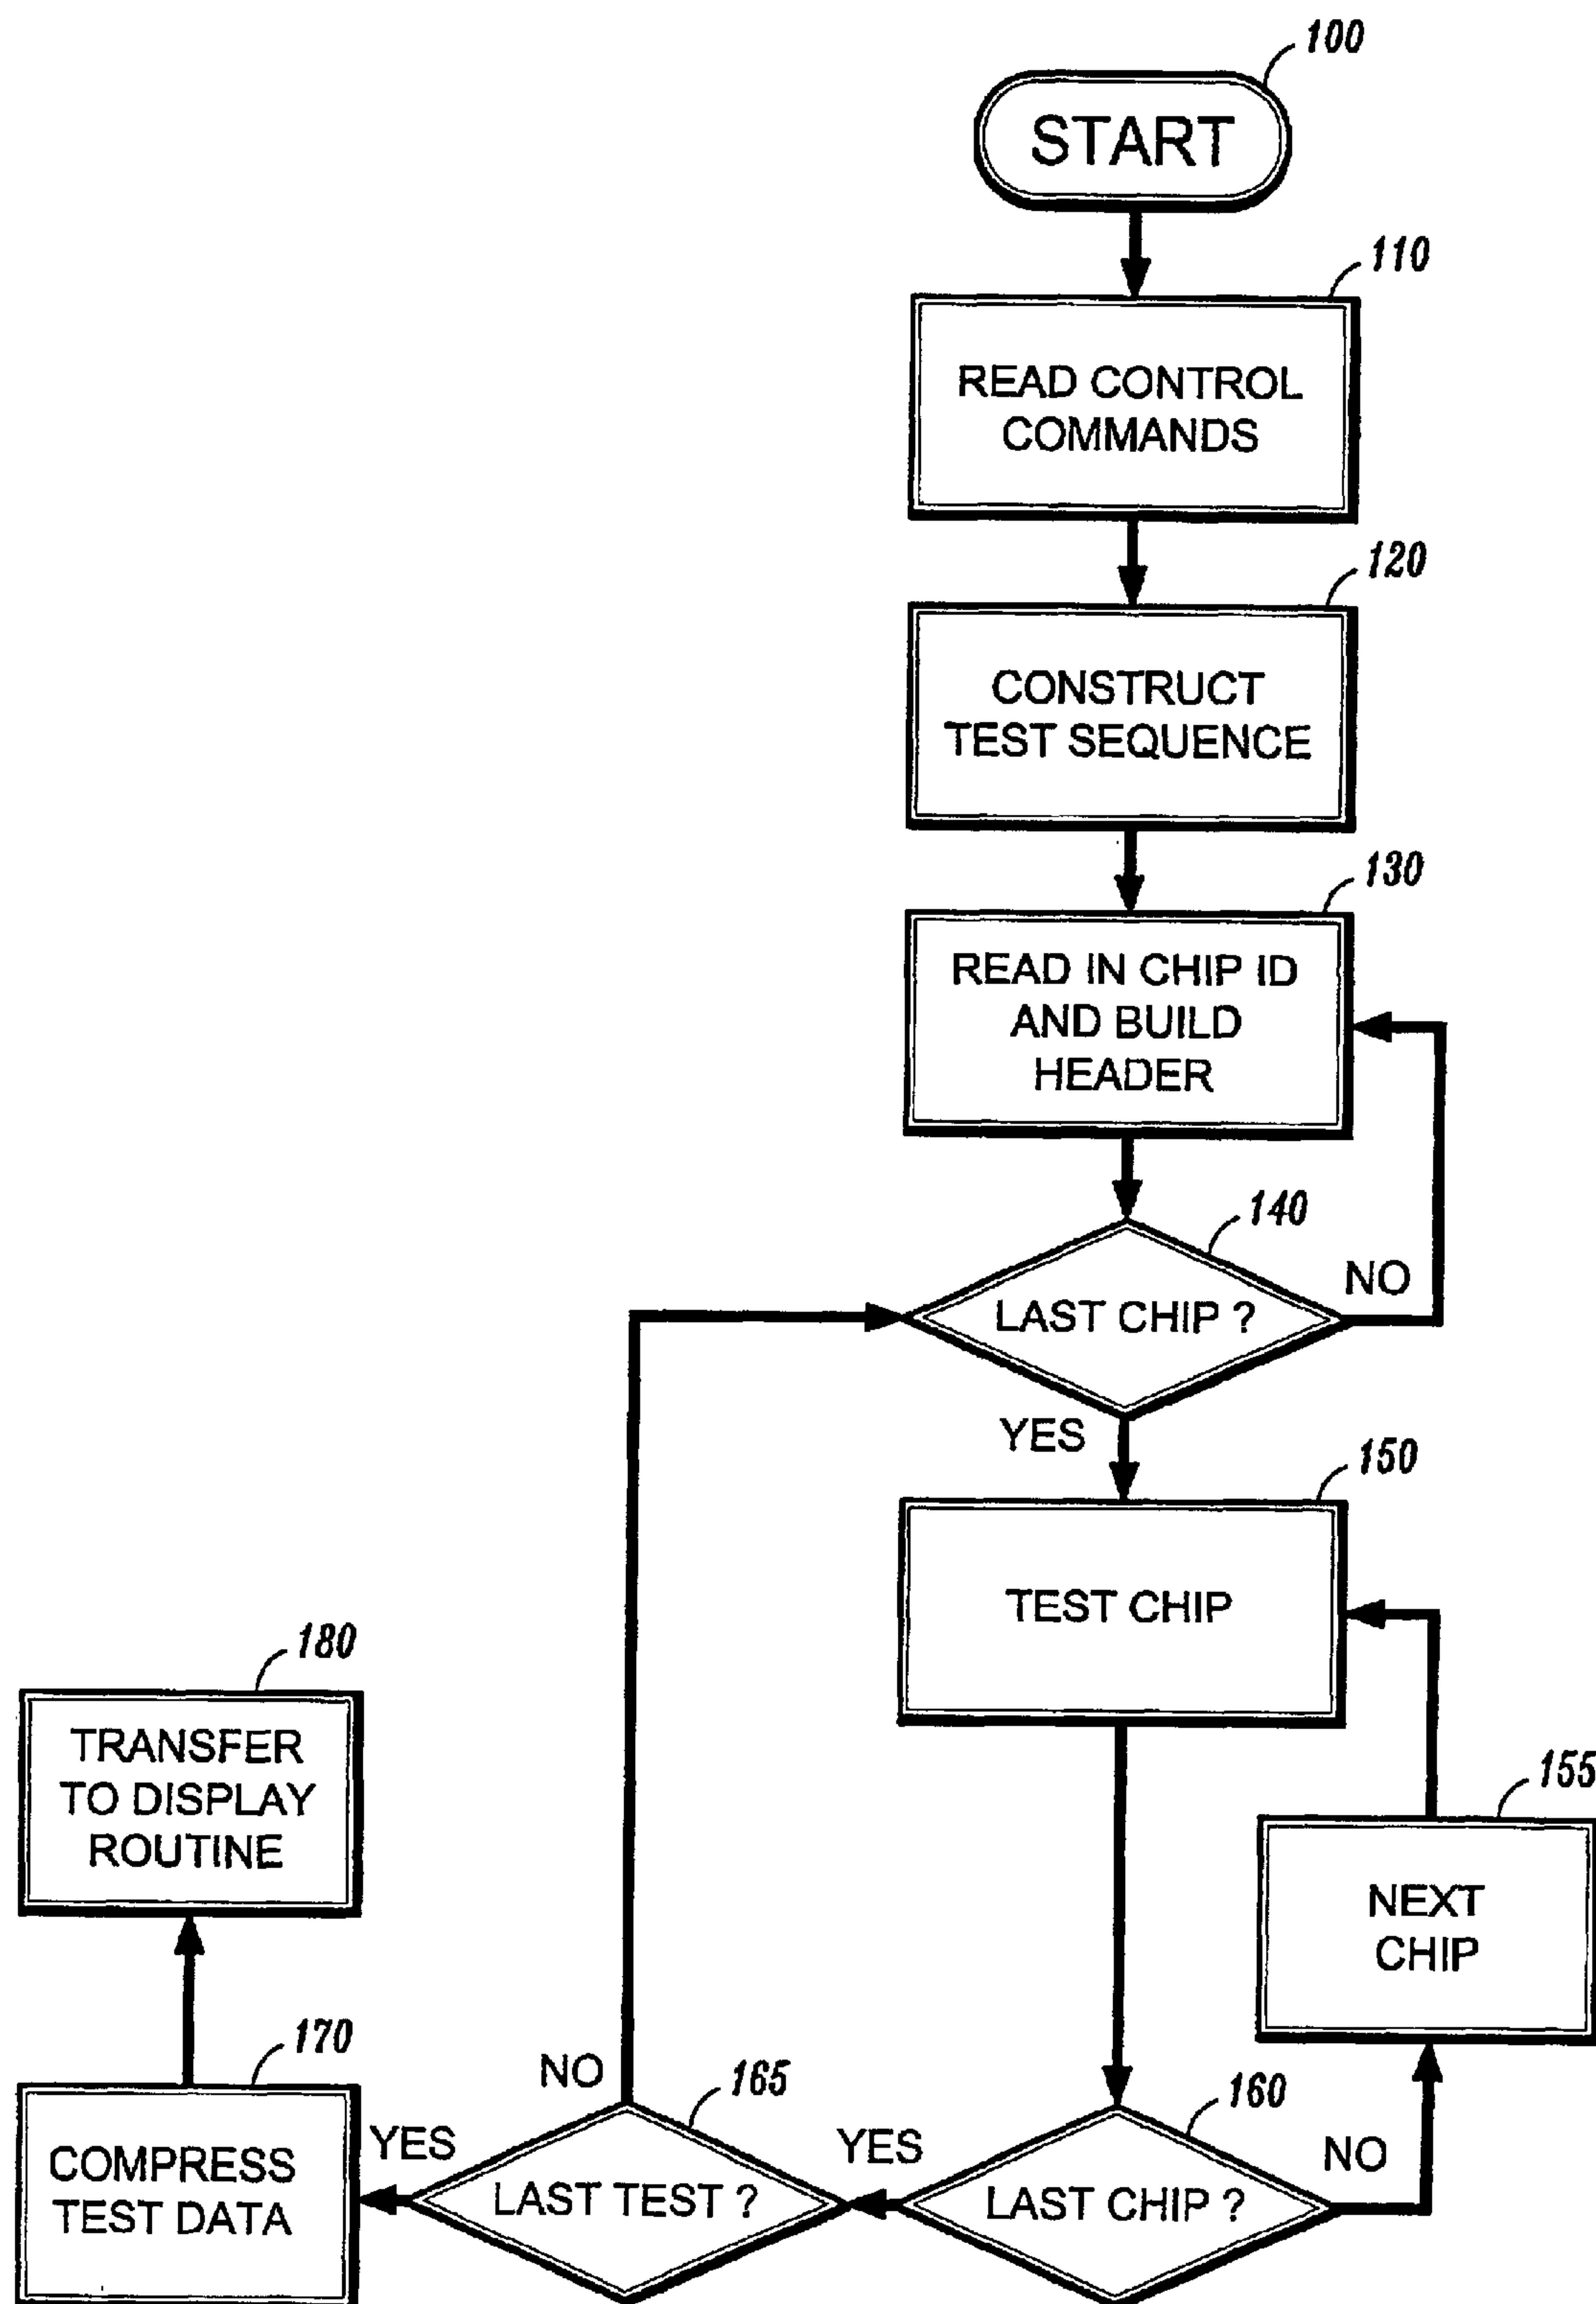 100
START
110
READ CONTROL
COMMANDS
120
CONSTRUCT
TEST SEQUENCE
130
READ IN CHIP ID
AND BUILD
HEADER
140
LAST CHIP ?
NO
YES
150
TEST CHIP
155
NEXT
CHIP
160
LAST CHIP ?
NO
YES
165
LAST TEST ?
NO
YES
170
COMPRESS
TEST DATA
180
TRANSFER
TO DISPLAY
ROUTINE